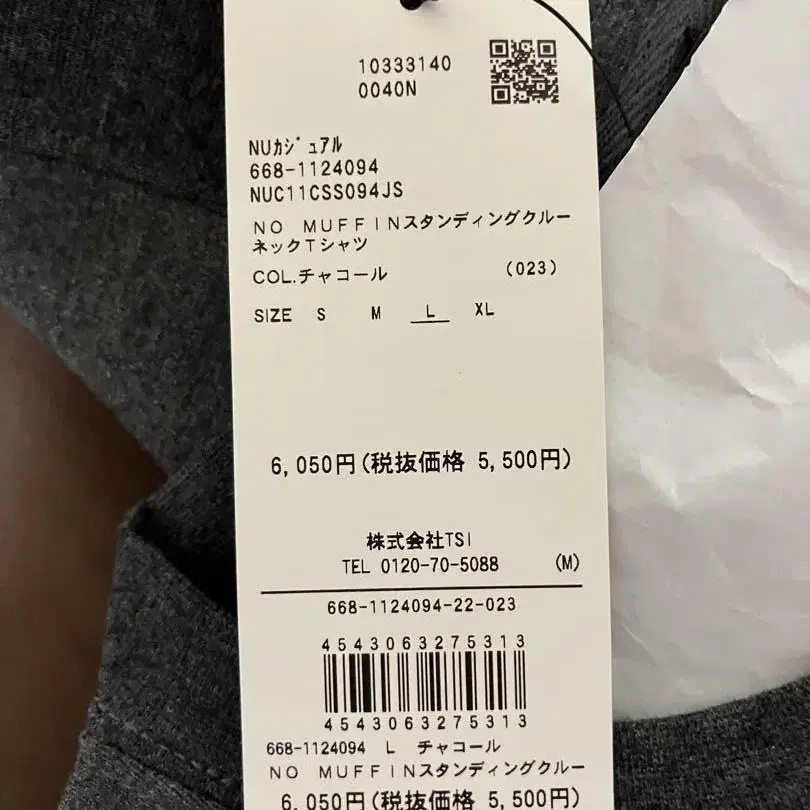 10333140
0040N
NUカジュアル
668-1124094
NUC11CSS094JS
NO MUFFINスタンディングクルー
ネックTシャツ
COL.チャコール (023)
SIZE S M L XL
6,050円(税抜価格 5,500円)
株式会社TSI
TEL 0120-70-5088 (M)
668-1124094-22-023
4543063275313
4543063275313
668-1124094 L チャコール
NO MUFFINスタンディングクルー
6,050円(税抜価格 5,500円)